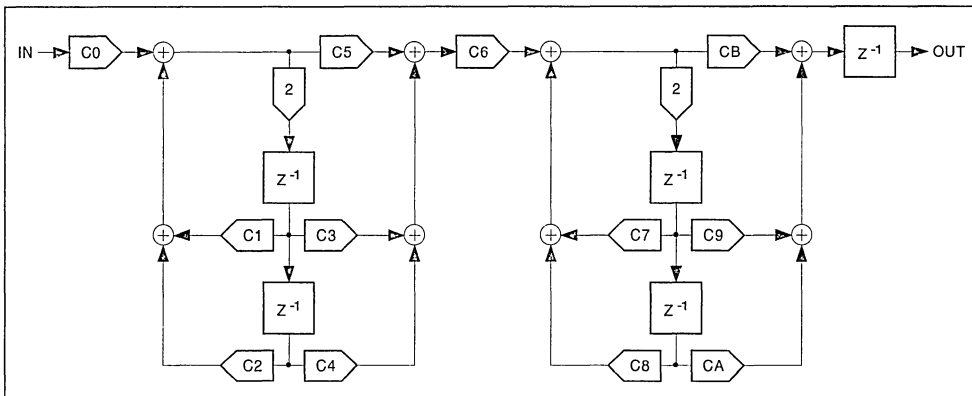 IN C0 C5 C6 CB Z⁻¹ OUT
2 2
Z⁻¹ Z⁻¹
C1 C3 C7 C9
Z⁻¹ Z⁻¹
C2 C4 C8 CA